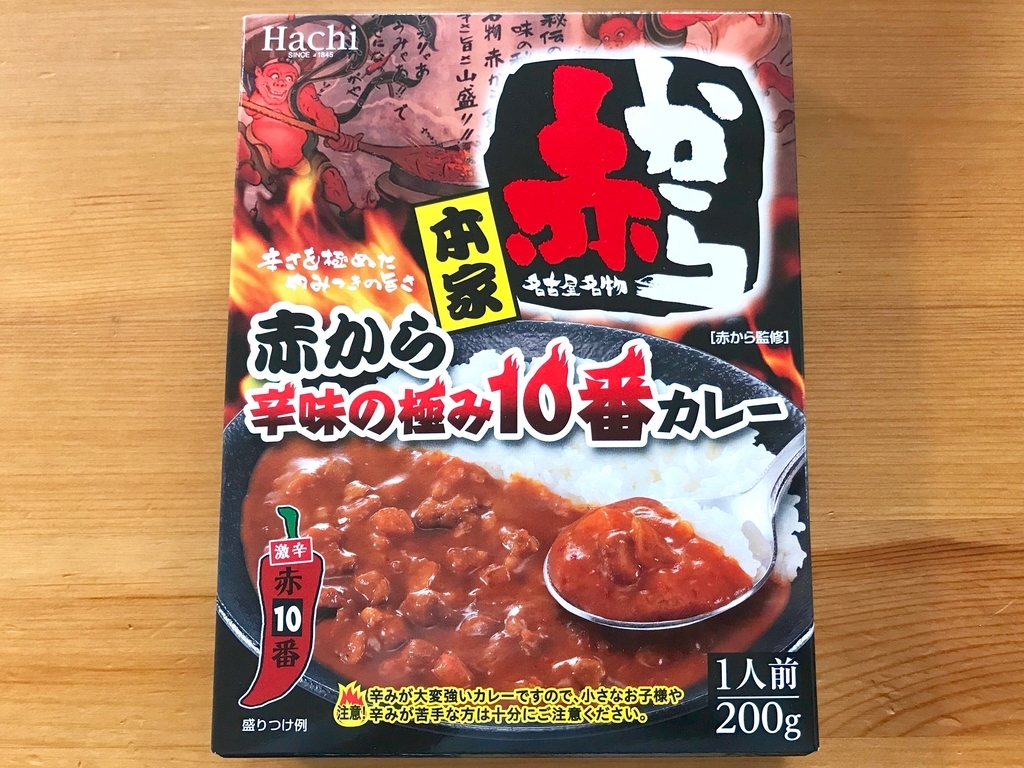 Hachi
SINCE 1845
赤から
名古屋名物
本家
[赤から監修]
辛さを極めた
やみつきの旨さ
赤から
辛味の極み10番カレー
激辛
赤
10
番
盛りつけ例
注意!
辛みが大変強いカレーですので、小さなお子様や
辛みが苦手な方は十分にご注意ください。
1人前
200g